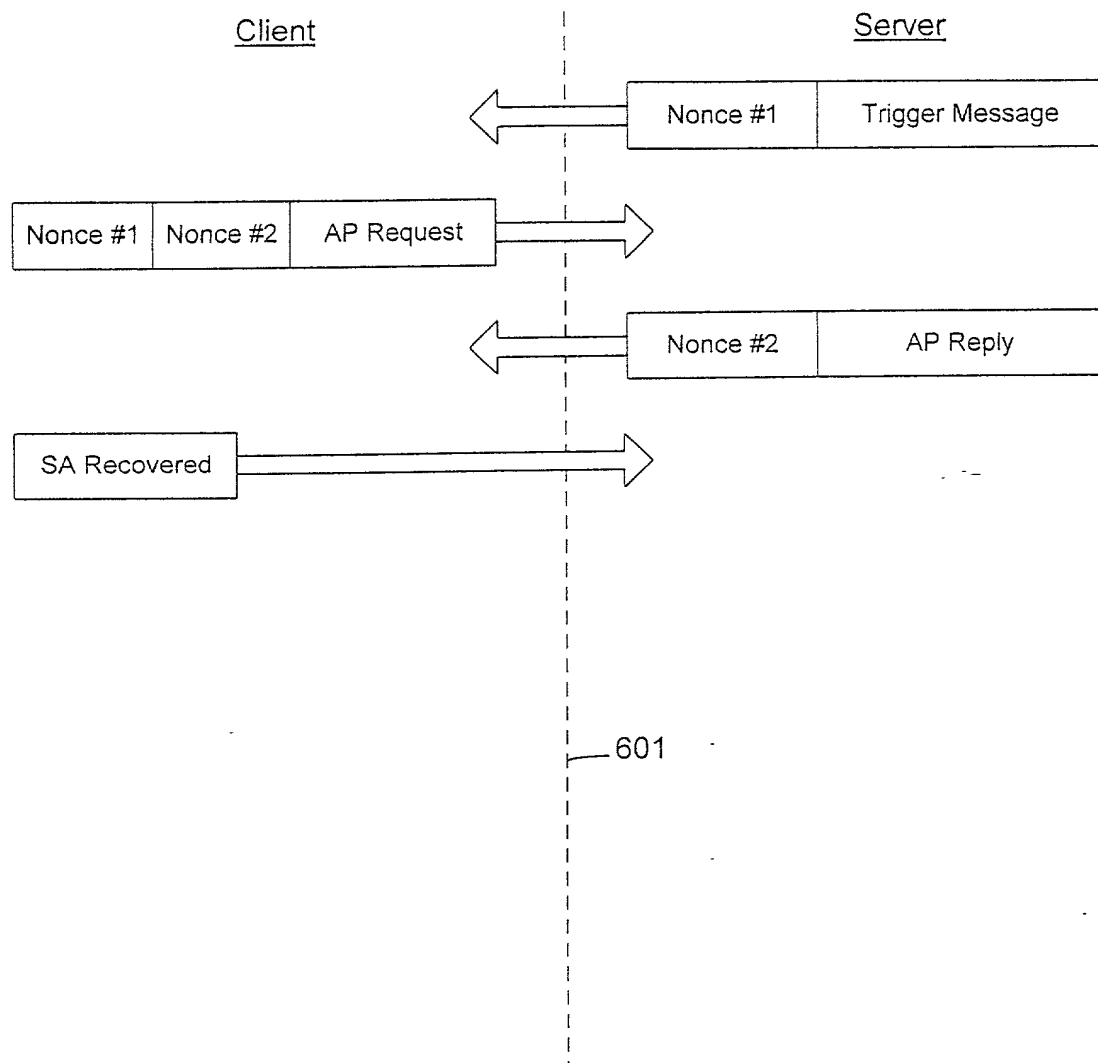 Client
Server
Nonce #1
Trigger Message
Nonce #1
Nonce #2
AP Request
Nonce #2
AP Reply
SA Recovered
601